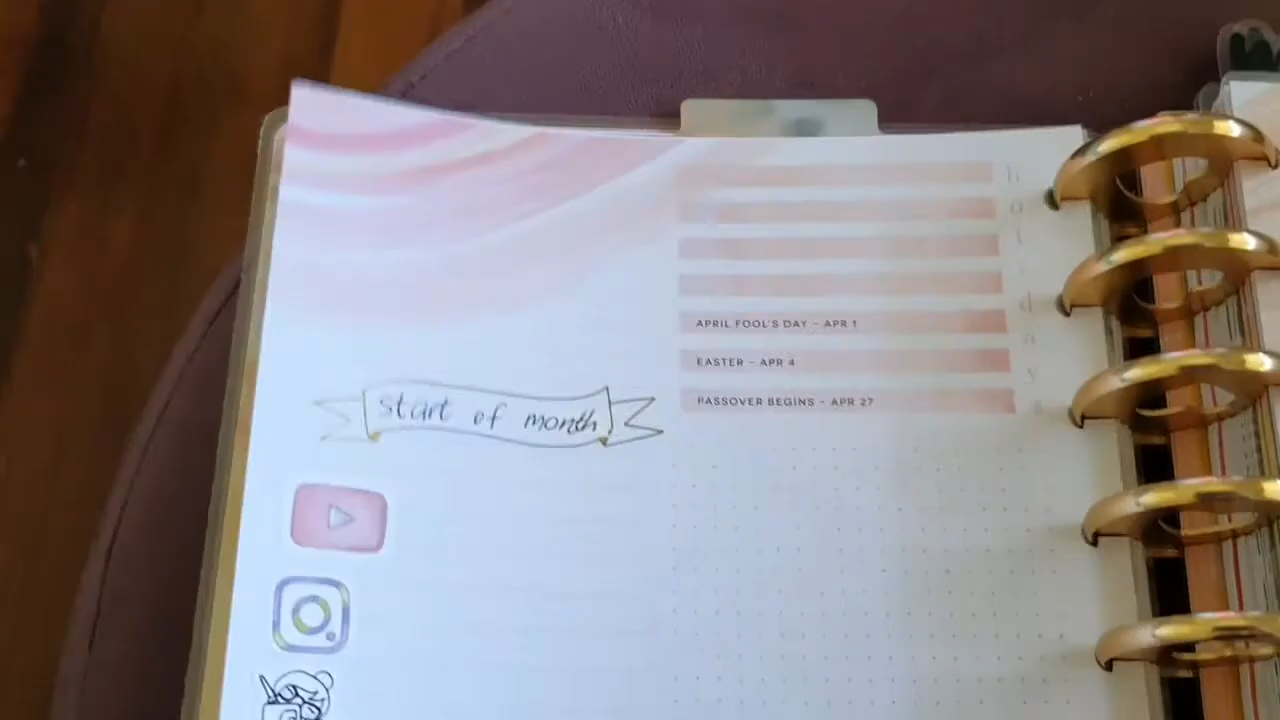 APRIL FOOL'S DAY - APR 1
EASTER - APR 4
PASSOVER BEGINS - APR 27
start of month